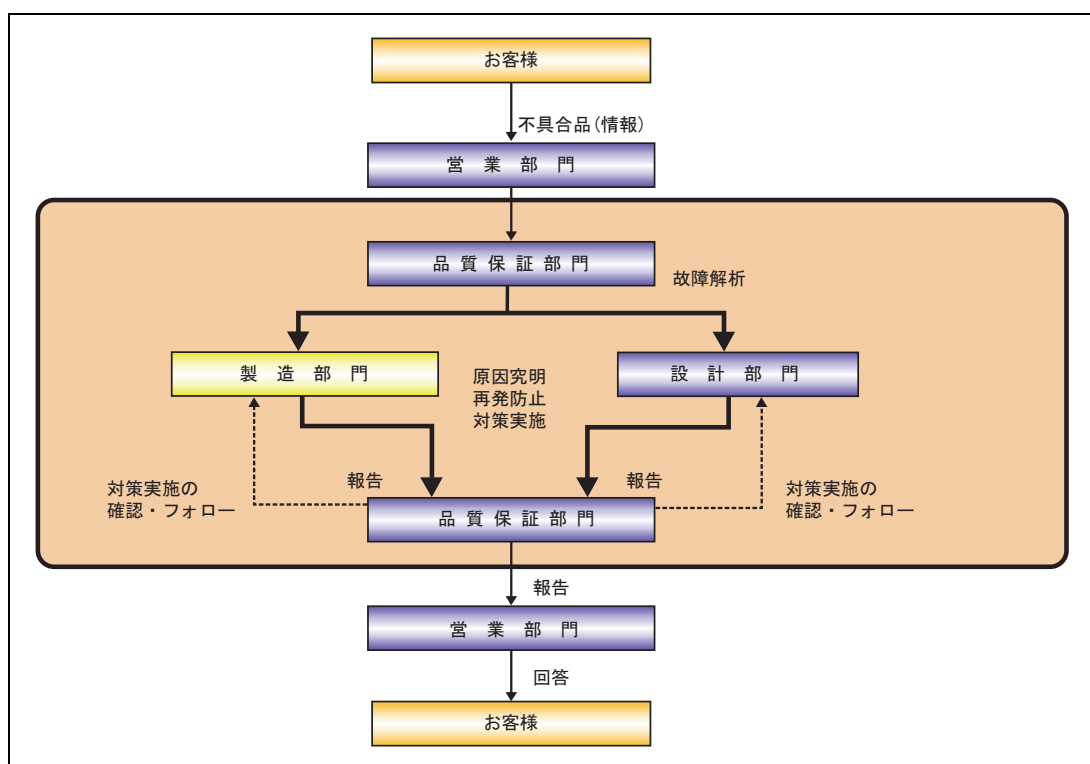 お客様
不具合品(情報)
営業部門
品質保証部門
故障解析
製造部門
設計部門
原因究明
再発防止
対策実施
報告
報告
対策実施の
確認・フォロー
対策実施の
確認・フォロー
品質保証部門
報告
営業部門
回答
お客様